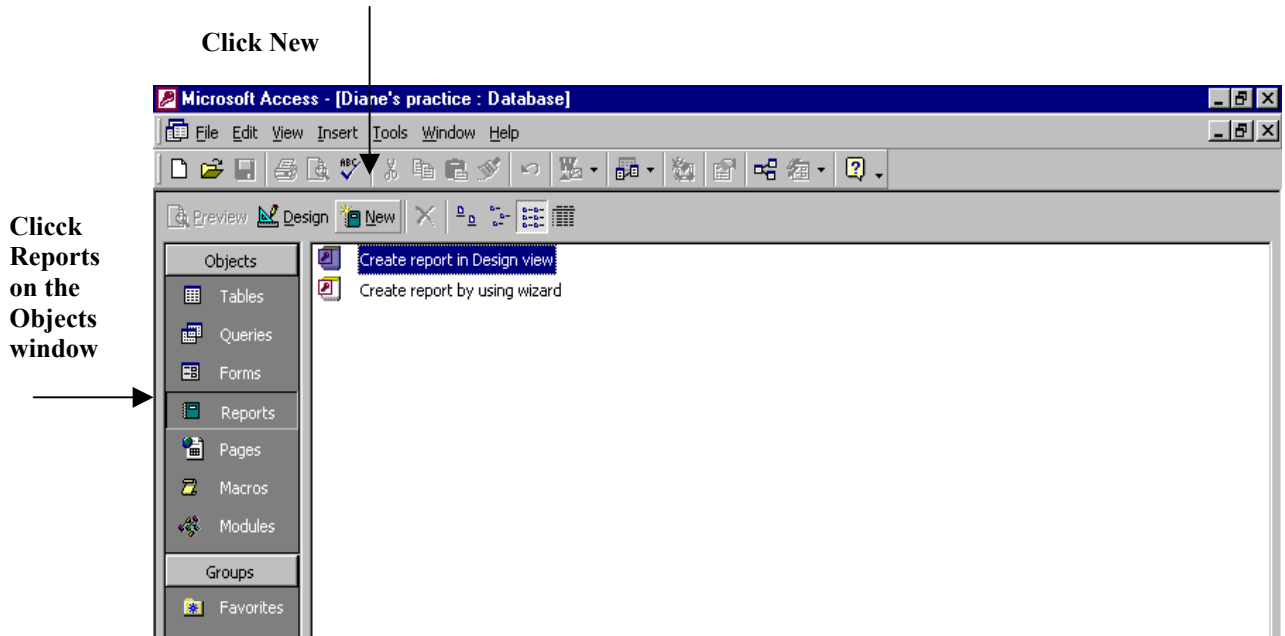 Click New
Microsoft Access - [Diane's practice : Database]
File Edit View Insert Tools Window Help
ABC
Preview Design New
Clicck
Reports
on the
Objects
window
Objects
Create report in Design view
Create report by using wizard
Tables
Queries
Forms
Reports
Pages
Macros
Modules
Groups
Favorites